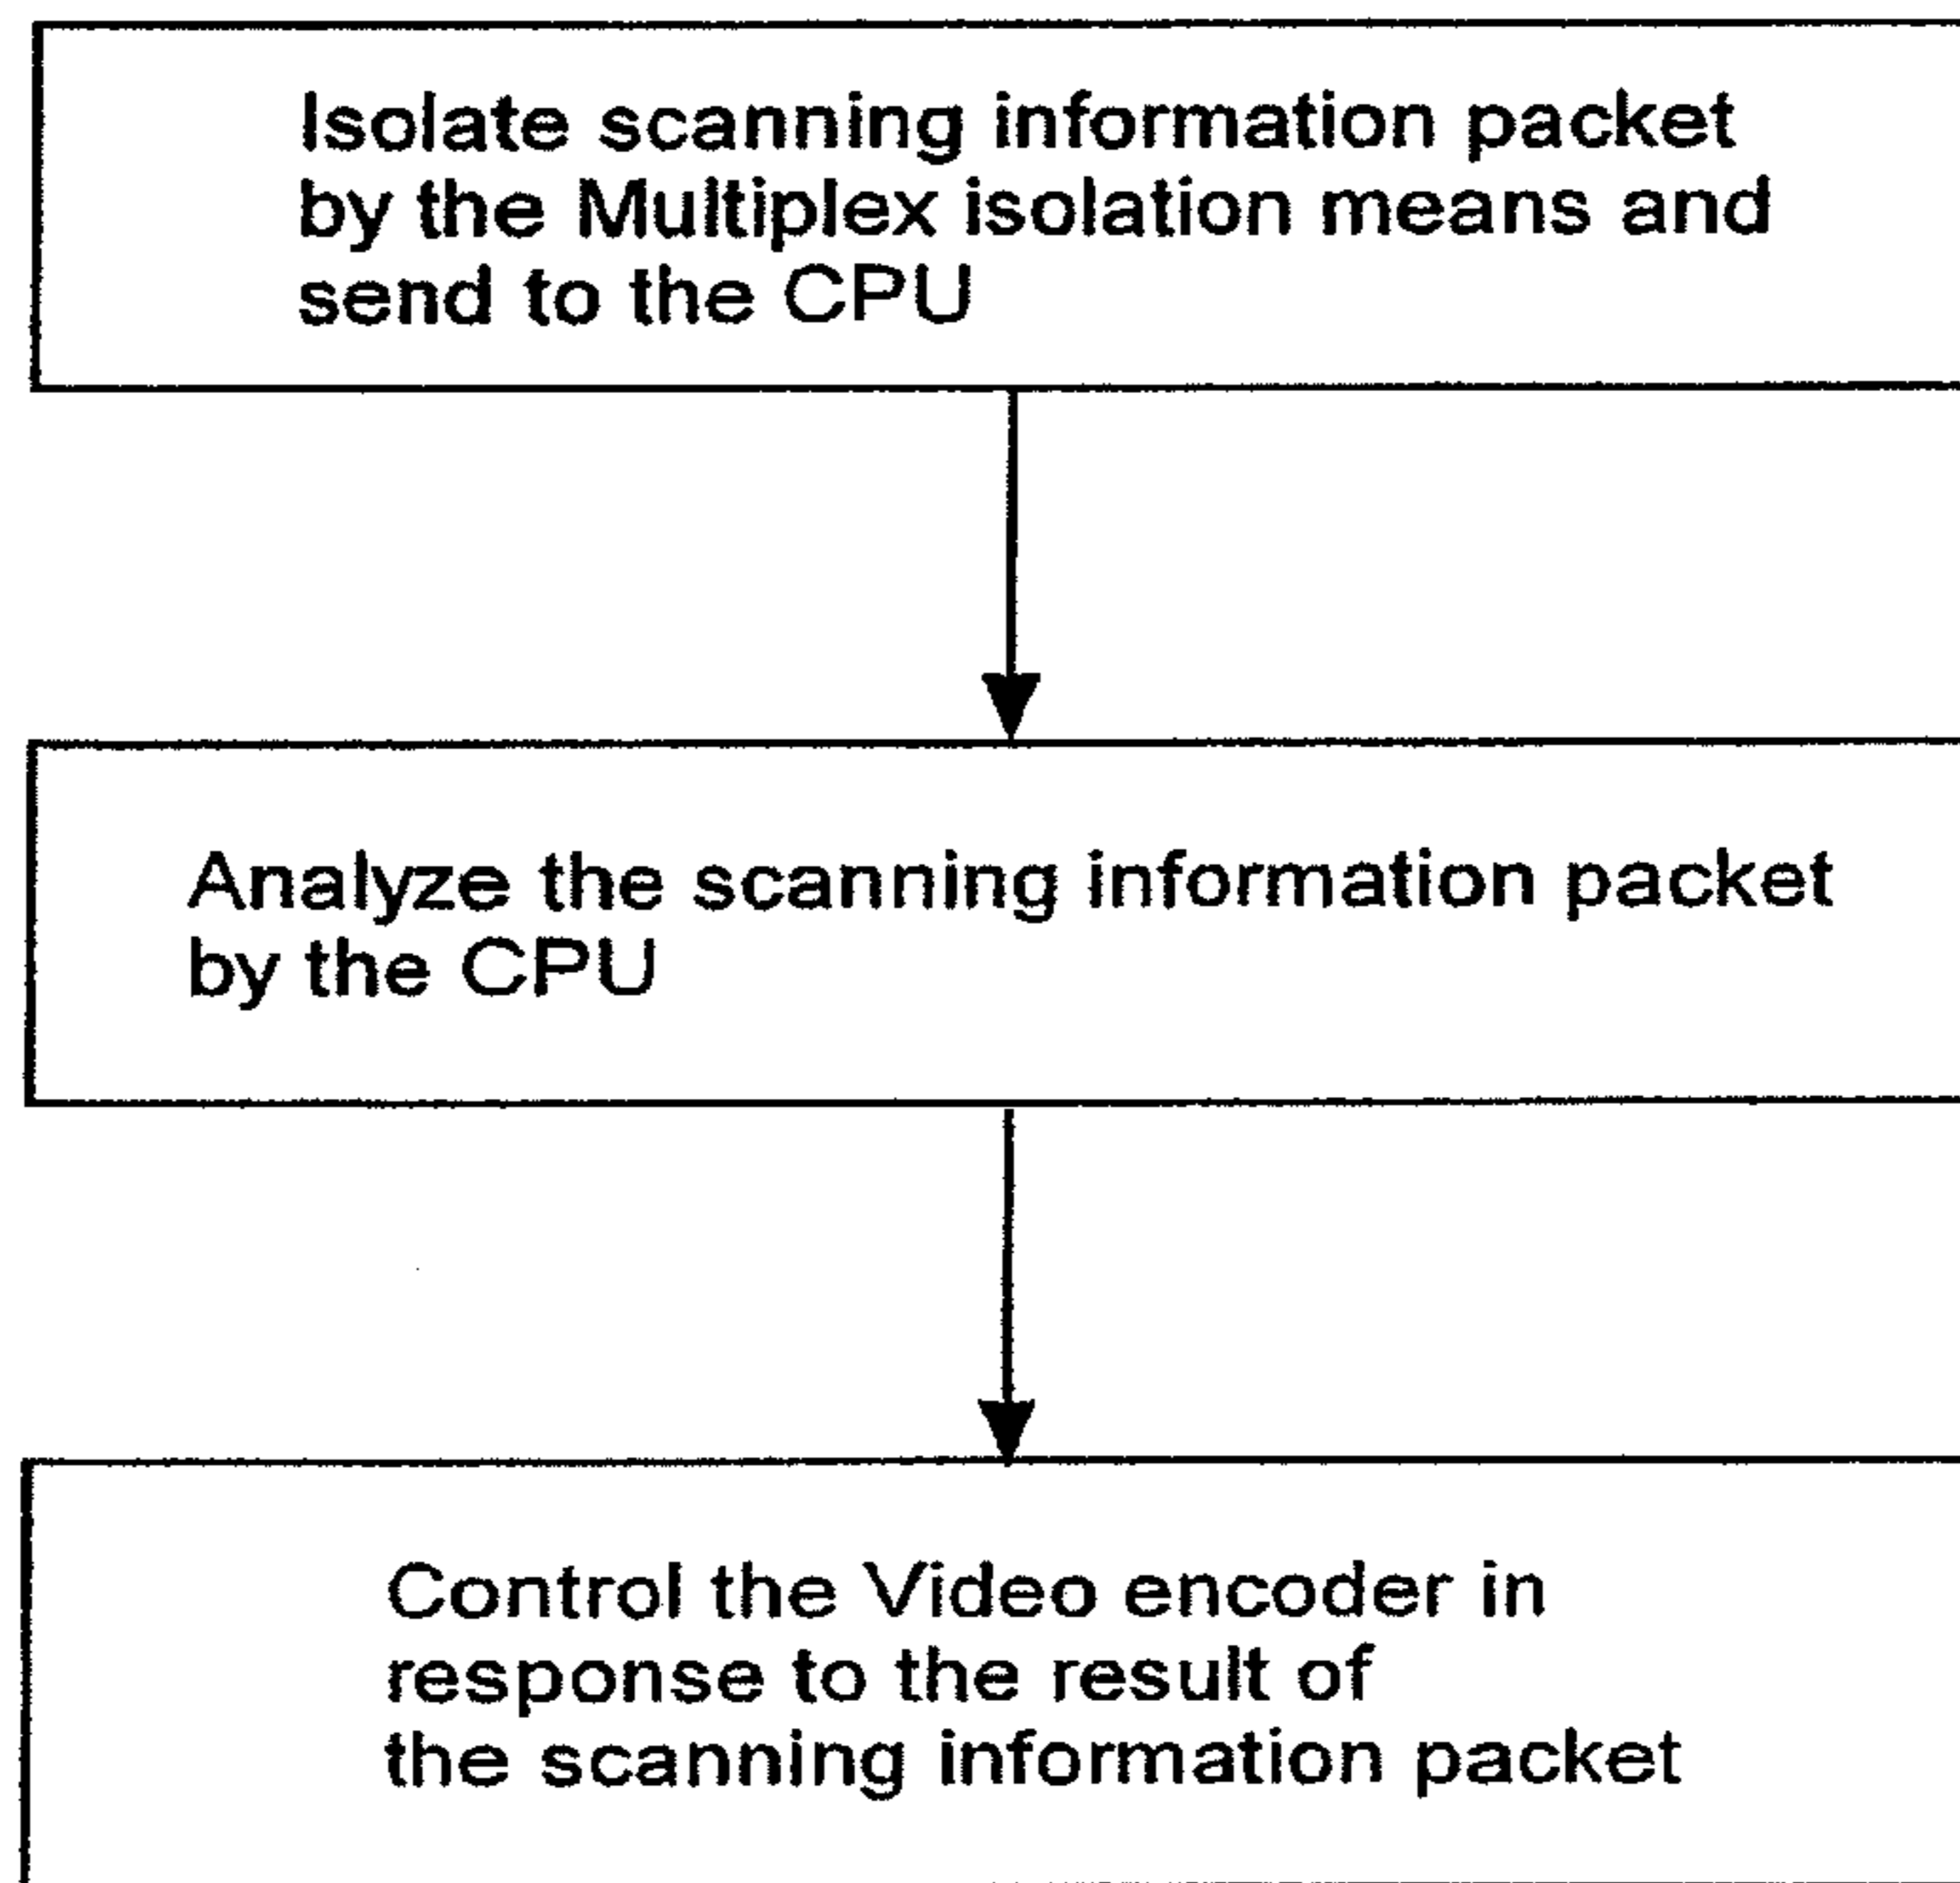 Isolate scanning information packet
by the Multiplex isolation means and
send to the CPU
Analyze the scanning information packet
by the CPU
Control the Video encoder in
response to the result of
the scanning information packet